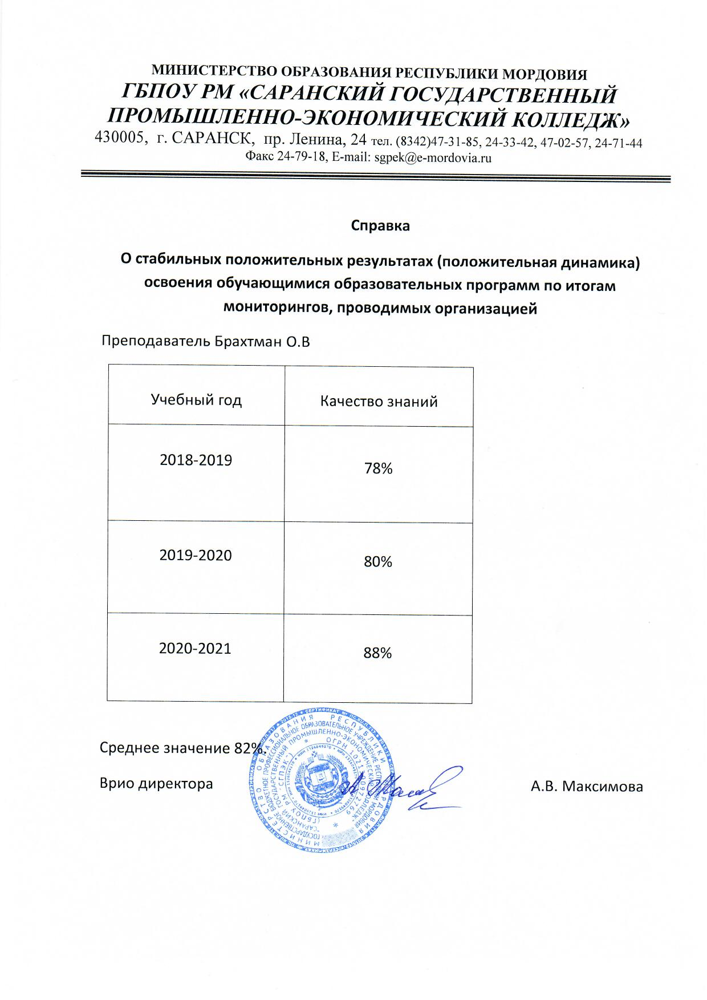 МИНИСТЕРСТВО ОБРАЗОВАНИЯ РЕСПУБЛИКИ МОРДОВИЯ
ГБПОУ РМ «САРАНСКИЙ ГОСУДАРСТВЕННЫЙ
ПРОМЫШЛЕННО-ЭКОНОМИЧЕСКИЙ КОЛЛЕДЖ»
430005, г. САРАНСК, пр. Ленина, 24 тел. (8342)47-31-85, 24-33-42, 47-02-57, 24-71-44
Факс 24-79-18, E-mail: sgpek@e-mordovia.ru
Справка
О стабильных положительных результатах (положительная динамика)
освоения обучающимися образовательных программ по итогам
мониторингов, проводимых организацией
Преподаватель Брахтман О.В
Учебный год Качество знаний
2018-2019 78%
2019-2020 80%
2020-2021 88%
Среднее значение 82%.
Врио директора А.В. Максимова